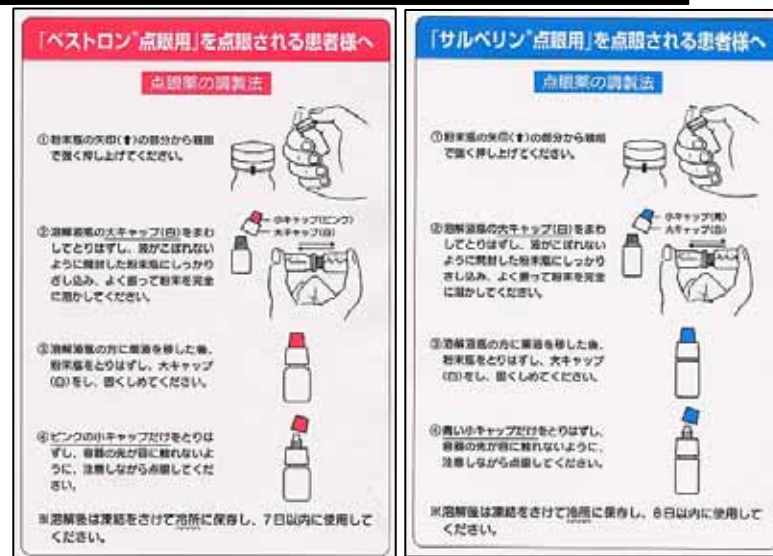 「ベストロン®点眼用」を点眼される患者様へ
点眼薬の調製法
①粉末瓶の矢印(⬆)の部分から親指
で強く押し上げてください。
②溶解液瓶の大キャップ(白)をまわ
してとりはずし、液がこぼれない
ように開封した粉末瓶にしっかり
さし込み、よく振って粉末を完全
に溶かしてください。
小キャップ(ピンク)
大キャップ(白)
③溶解液瓶の方に薬液を移した後、
粉末瓶をとりはずし、大キャップ
(白)をし、固くしめてください。
④ピンクの小キャップだけをとりは
ずし、容器の先が目に触れないよ
うに、注意しながら点眼してくだ
さい。
※溶解後は凍結をさけて冷所に保存し、7日以内に使用して
ください。
「サルペリン®点眼用」を点眼される患者様へ
点眼薬の調製法
①粉末瓶の矢印(⬆)の部分から親指
で強く押し上げてください。
②溶解液瓶の大キャップ(白)をまわ
してとりはずし、液がこぼれない
ように開封した粉末瓶にしっかり
さし込み、よく振って粉末を完全
に溶かしてください。
小キャップ(青)
大キャップ(白)
③溶解液瓶の方に薬液を移した後、
粉末瓶をとりはずし、大キャップ
(白)をし、固くしめてください。
④青い小キャップだけをとりはずし、
容器の先が目に触れないように、
注意しながら点眼してください。
※溶解後は凍結をさけて冷所に保存し、8日以内に使用して
ください。